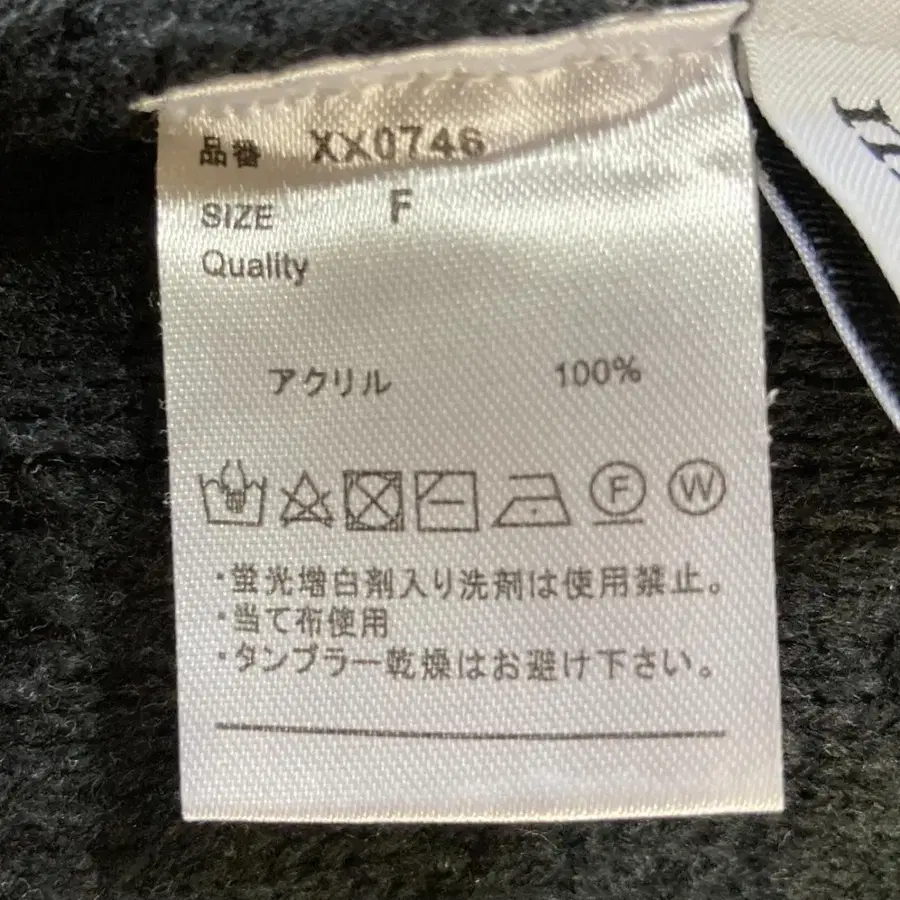 品番 XX0746
SIZE F
Quality
アクリル 100%
F W
・蛍光増白剤入り洗剤は使用禁止。
・当て布使用
・タンブラー乾燥はお避け下さい。